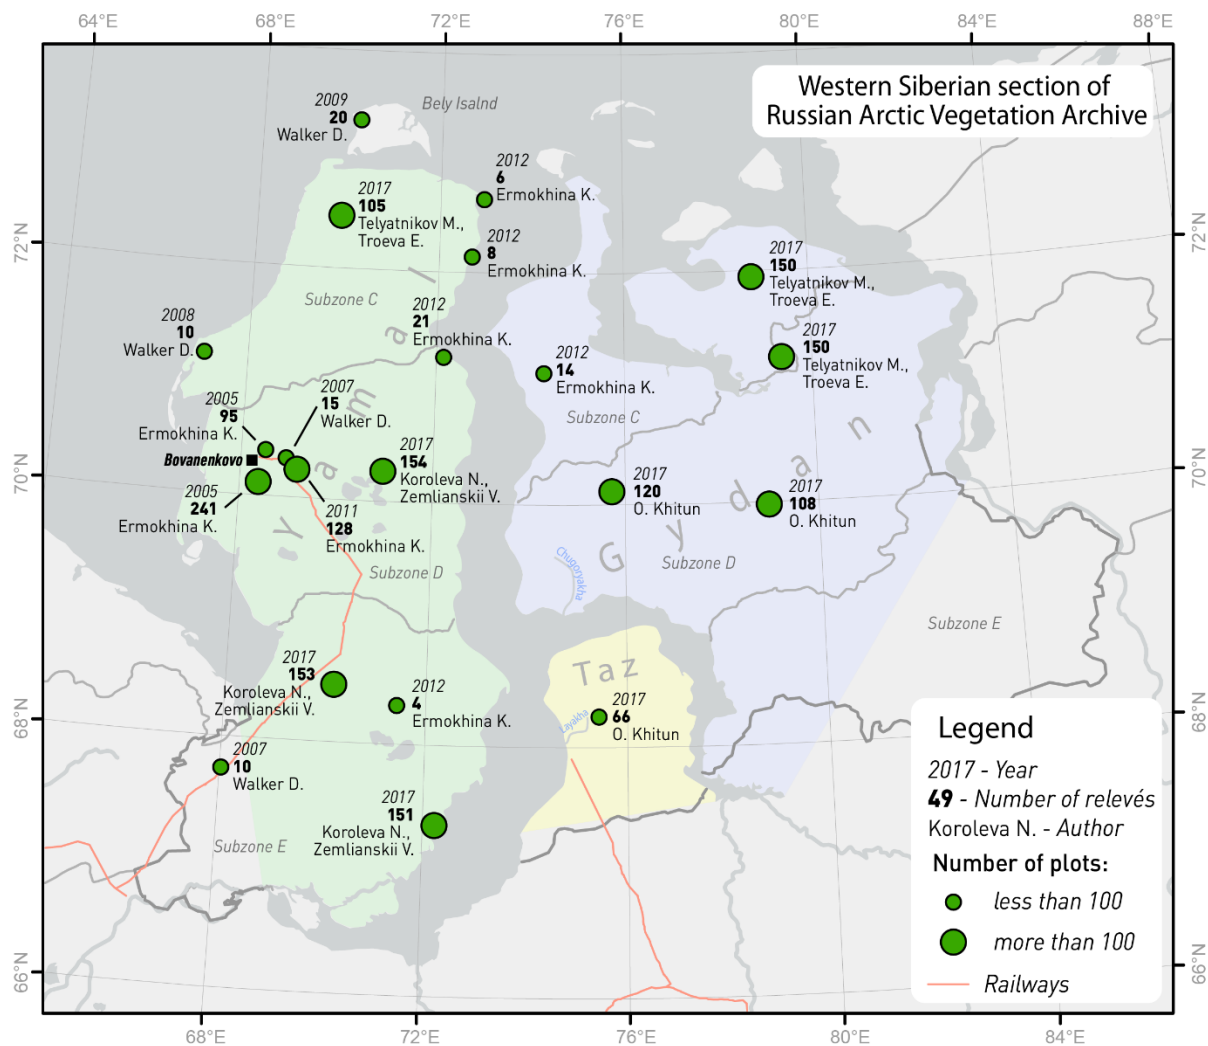 64°E
68°E
72°E
76°E
80°E
84°E
88°E
Western Siberian section of
Russian Arctic Vegetation Archive
Bely Isalnd
2009
20
Walker D.
2012
6
Ermokhina K.
2017
105
Telyatnikov M.,
Troeva E.
2012
8
Ermokhina K.
72°N
72°N
2017
150
Telyatnikov M.,
Troeva E.
Subzone C
2012
21
Ermokhina K.
2008
10
Walker D.
2017
150
Telyatnikov M.,
Troeva E.
2012
14
Ermokhina K.
Subzone C
2005
95
Ermokhina K.
2007
15
Walker D.
Yamal
Gydan
Bovanenkovo
2017
154
Koroleva N.,
Zemlianskii V.
70°N
70°N
2017
120
O. Khitun
2017
108
O. Khitun
2005
241
Ermokhina K.
2011
128
Ermokhina K.
Chugoryakha
Subzone D
Subzone D
Subzone E
Taz
2017
153
Koroleva N.,
Zemlianskii V.
2012
4
Ermokhina K.
2017
66
O. Khitun
Layakha
68°N
68°N
2007
10
Walker D.
2017
151
Koroleva N.,
Zemlianskii V.
Subzone E
Legend
2017 - Year
49 - Number of relevés
Koroleva N. - Author
Number of plots:
less than 100
more than 100
Railways
66°N
66°N
68°E
72°E
76°E
80°E
84°E